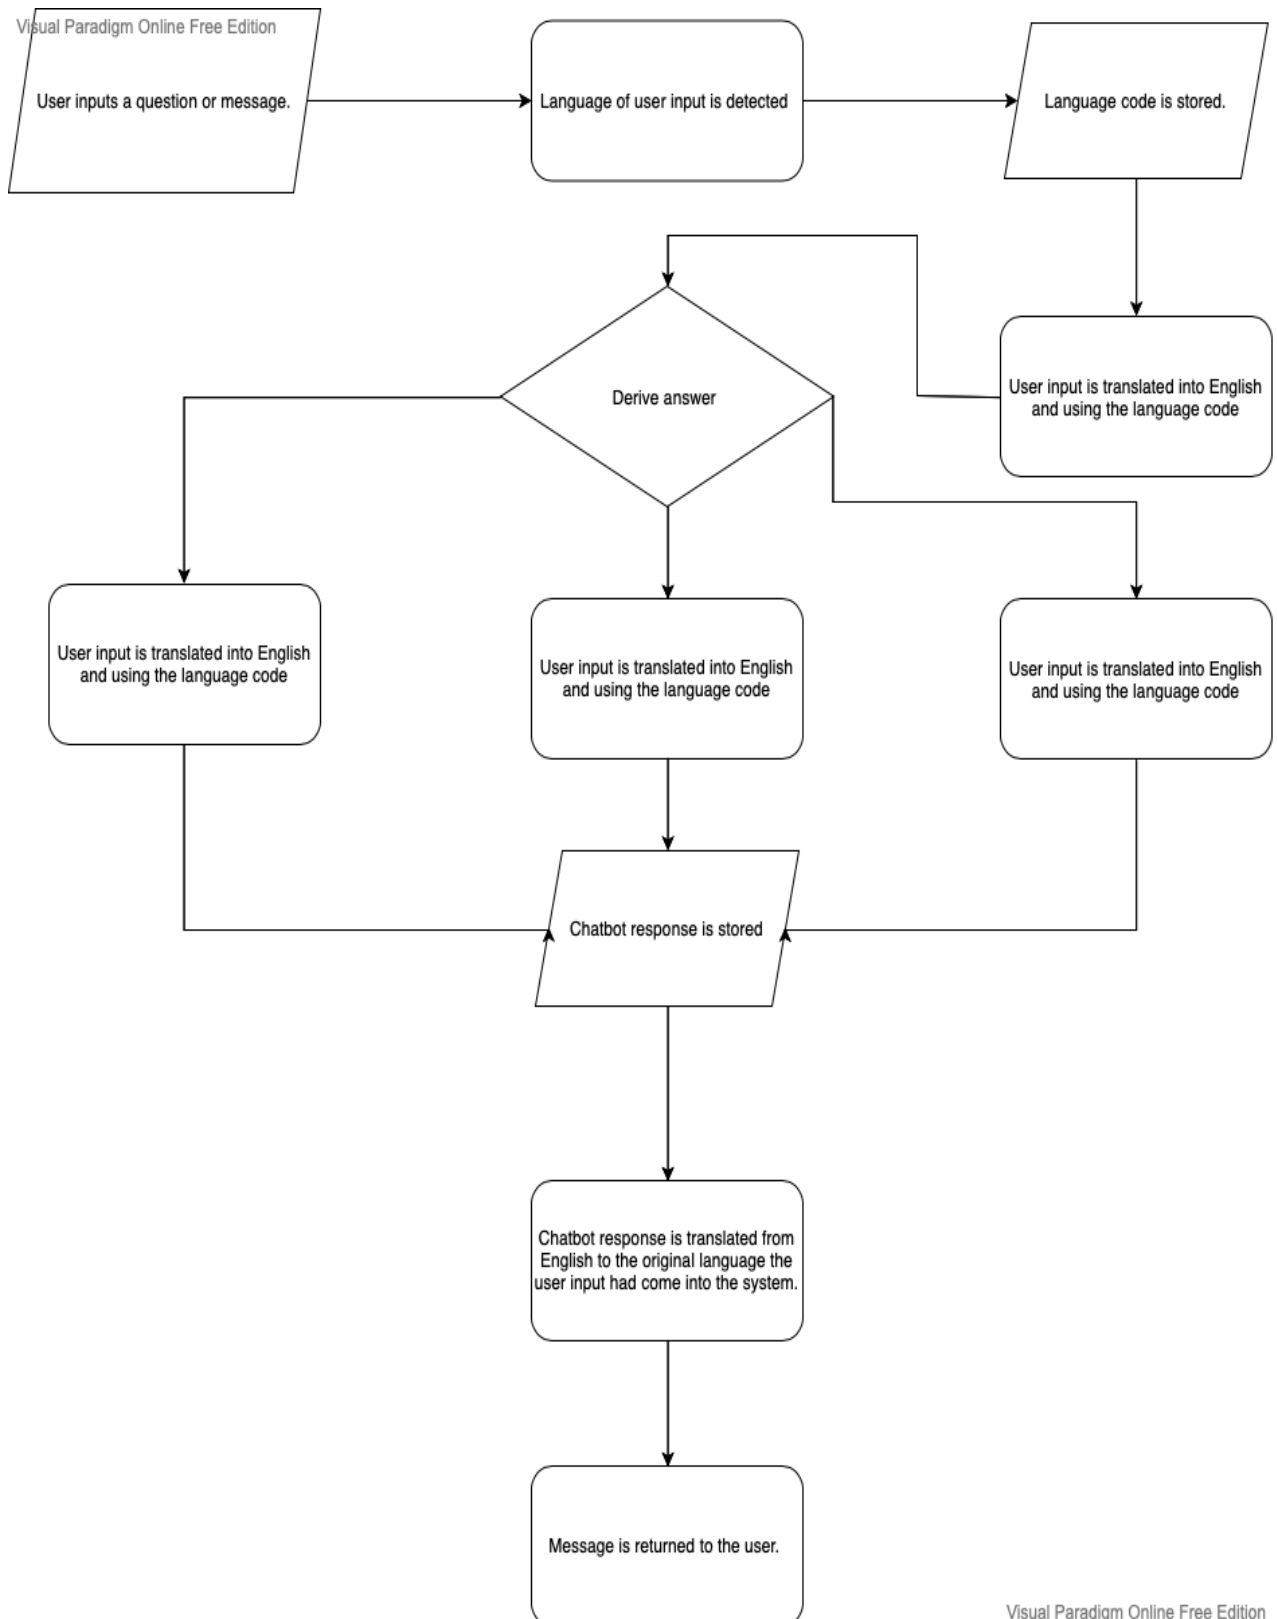 Visual Paradigm Online Free Edition
User inputs a question or message.
Language of user input is detected
Language code is stored.
User input is translated into English
and using the language code
Derive answer
User input is translated into English
and using the language code
User input is translated into English
and using the language code
User input is translated into English
and using the language code
Chatbot response is stored
Chatbot response is translated from
English to the original language the
user input had come into the system.
Message is returned to the user.
Visual Paradigm Online Free Edition